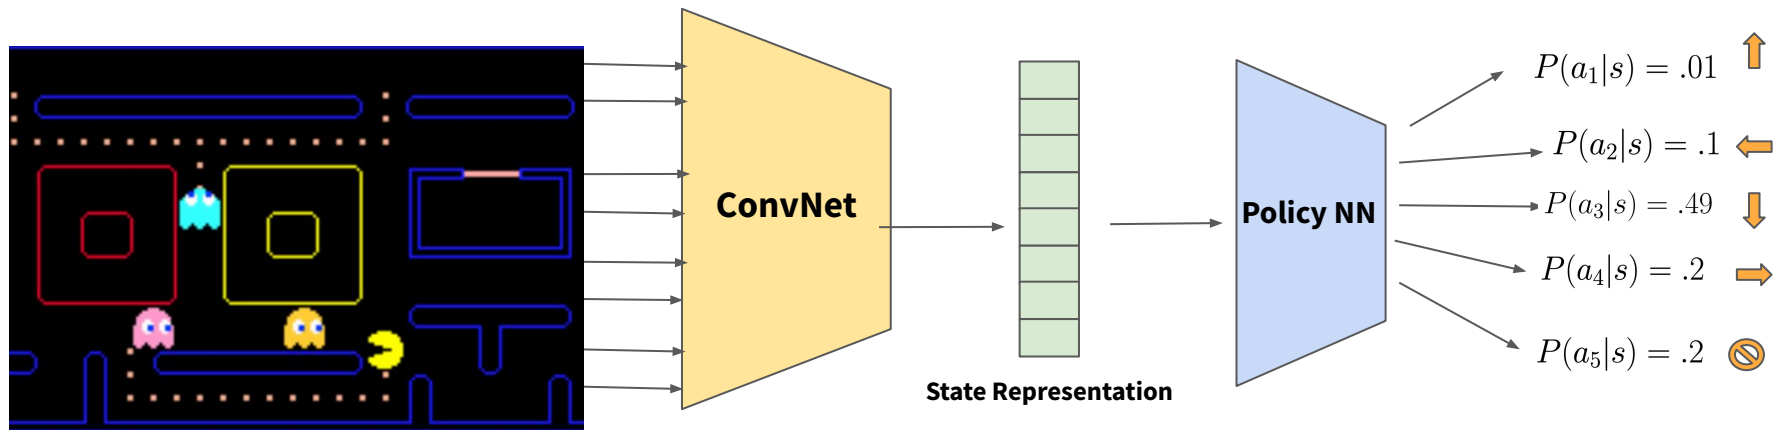 ConvNet
State Representation
Policy NN
P(a₁|s) = .01
P(a₂|s) = .1
P(a₃|s) = .49
P(a₄|s) = .2
P(a₅|s) = .2